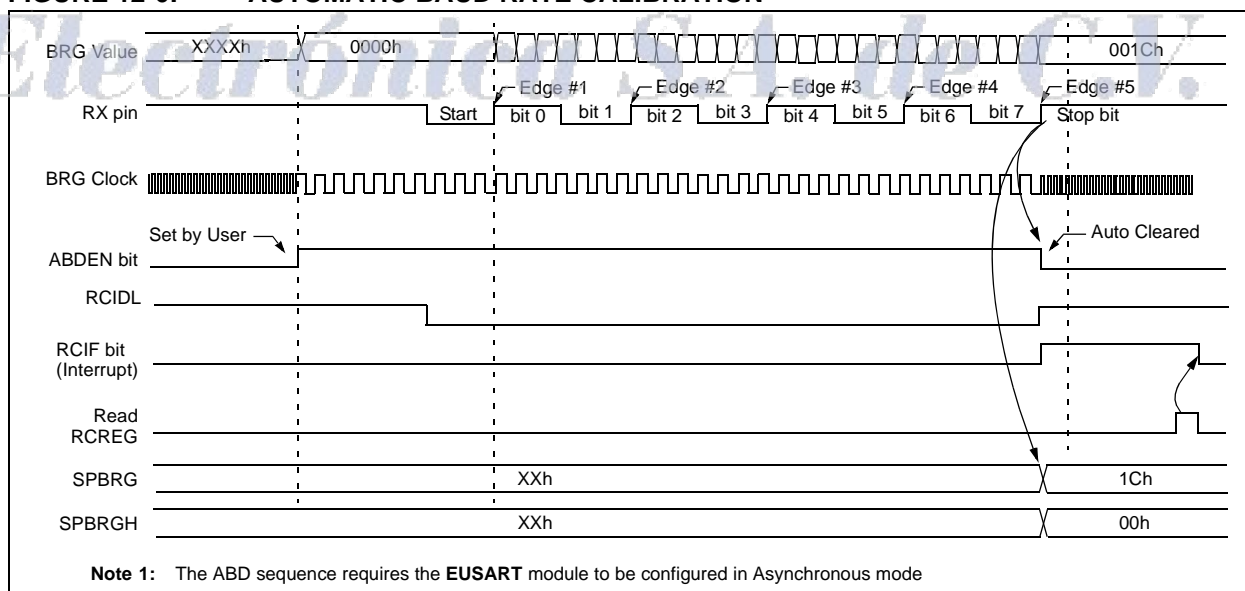 FIGURE 12-6: AUTOMATIC BAUD RATE CALIBRATION
Electrónica S.A. de C.V.
BRG Value XXXXh 0000h 001Ch
Edge #1 Edge #2 Edge #3 Edge #4 Edge #5
RX pin Start bit 0 bit 1 bit 2 bit 3 bit 4 bit 5 bit 6 bit 7 Stop bit
BRG Clock
Set by User Auto Cleared
ABDEN bit
RCIDL
RCIF bit
(Interrupt)
Read
RCREG
SPBRG XXh 1Ch
SPBRGH XXh 00h
Note 1: The ABD sequence requires the EUSART module to be configured in Asynchronous mode